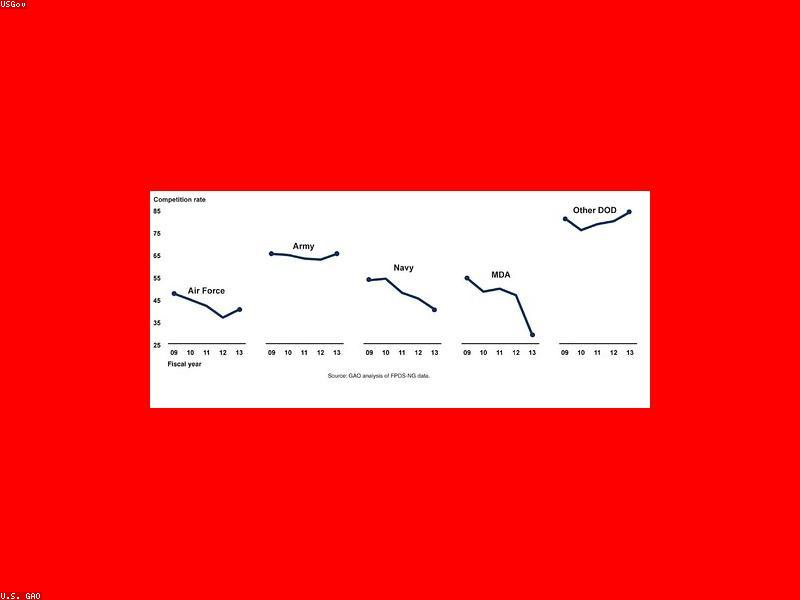 USGov
Competition rate
85
75
65
55
45
35
25
Air Force
Army
Navy
MDA
Other DOD
09 10 11 12 13 09 10 11 12 13 09 10 11 12 13 09 10 11 12 13 09 10 11 12 13
Fiscal year
Source: GAO analysis of FPDS-NG data.
U.S. GAO